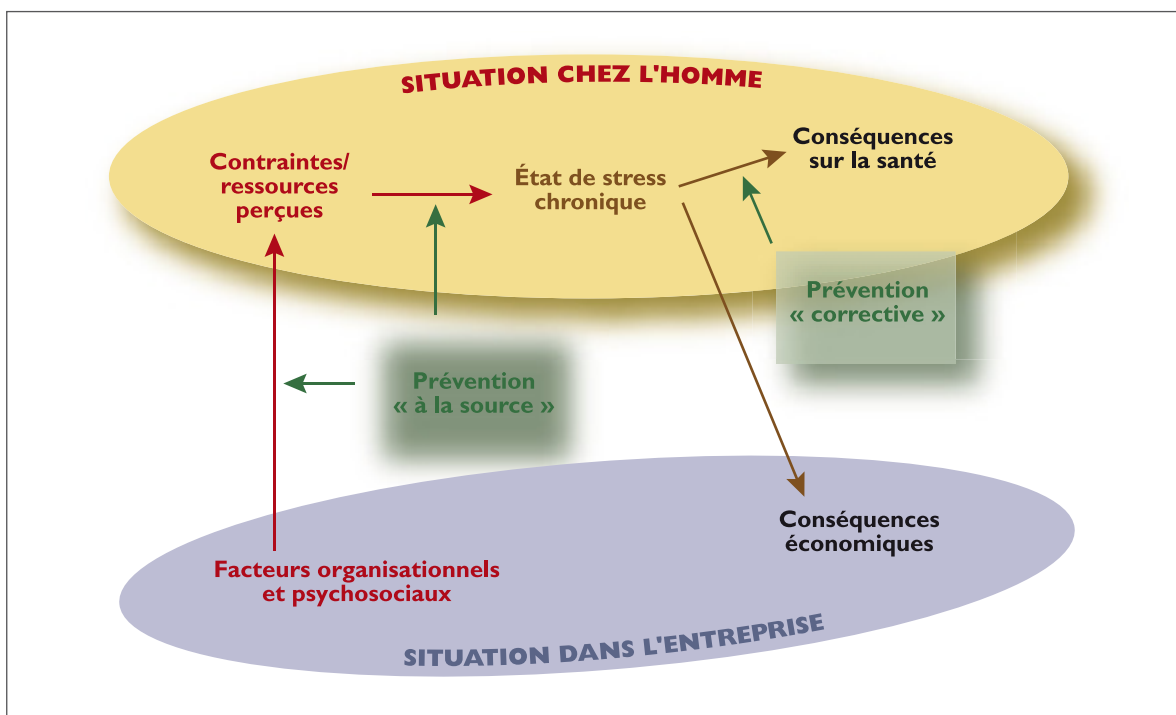 SITUATION CHEZ L'HOMME
Contraintes/
ressources
perçues
État de stress
chronique
Conséquences
sur la santé
Prévention
« corrective »
Prévention
« à la source »
Facteurs organisationnels
et psychosociaux
Conséquences
économiques
SITUATION DANS L'ENTREPRISE